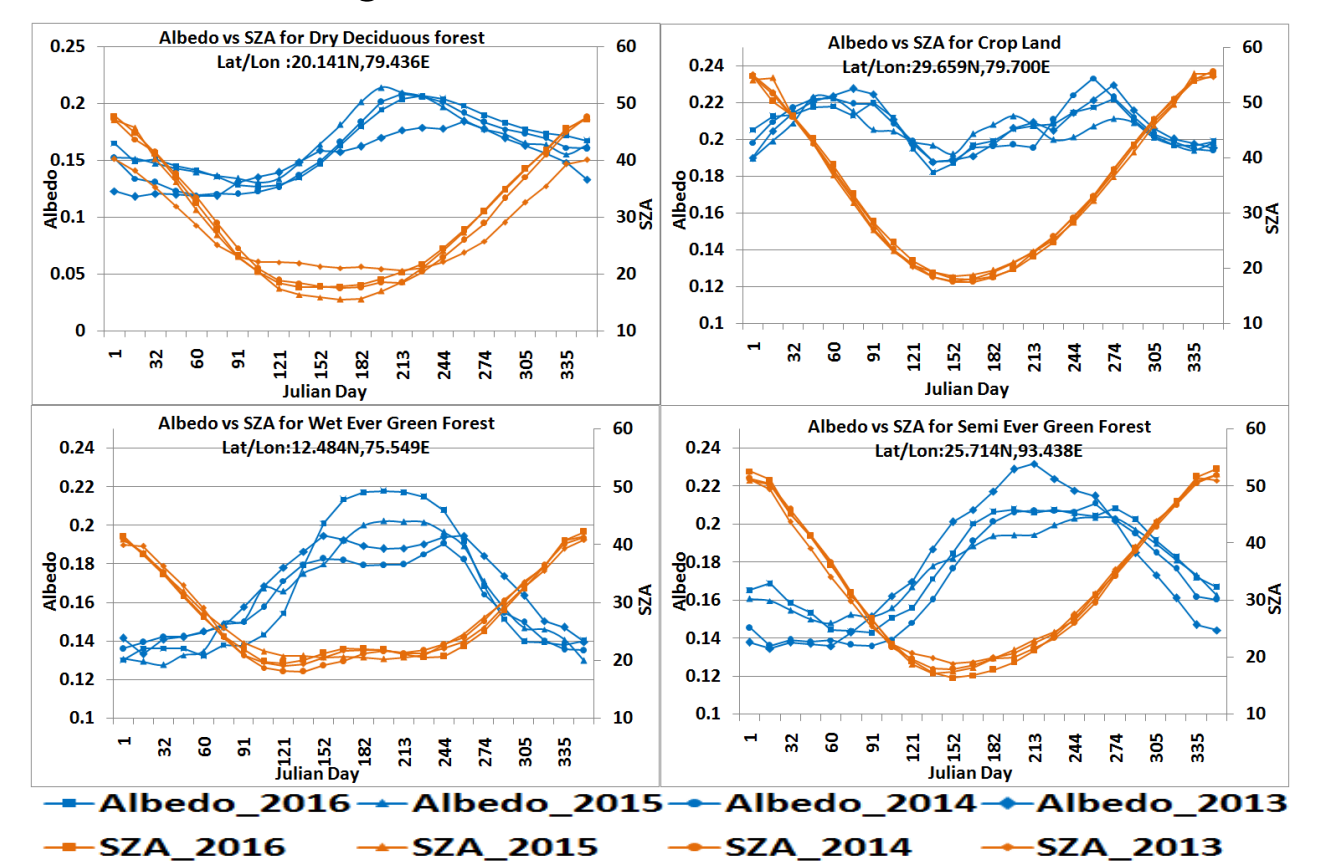 Albedo vs SZA for Dry Deciduous forest
Lat/Lon :20.141N,79.436E
0.25
0.2
0.15
0.1
0.05
0
Albedo
60
50
40
30
20
10
SZA
1 32 60 91 121 152 182 213 244 274 305 335
Julian Day
Albedo vs SZA for Crop Land
Lat/Lon:29.659N,79.700E
0.24
0.22
0.2
0.18
0.16
0.14
0.12
0.1
Albedo
60
50
40
30
20
10
SZA
1 32 60 91 121 152 182 213 244 274 305 335
Julian Day
Albedo vs SZA for Wet Ever Green Forest
Lat/Lon:12.484N,75.549E
0.24
0.22
0.2
0.18
0.16
0.14
0.12
0.1
Albedo
60
50
40
30
20
10
SZA
1 32 60 91 121 152 182 213 244 274 305 335
Julian Day
Albedo vs SZA for Semi Ever Green Forest
Lat/Lon:25.714N,93.438E
0.24
0.22
0.2
0.18
0.16
0.14
0.12
0.1
Albedo
60
50
40
30
20
10
SZA
1 32 60 91 121 152 182 213 244 274 305 335
Julian Day
Albedo_2016 Albedo_2015 Albedo_2014 Albedo_2013
SZA_2016 SZA_2015 SZA_2014 SZA_2013